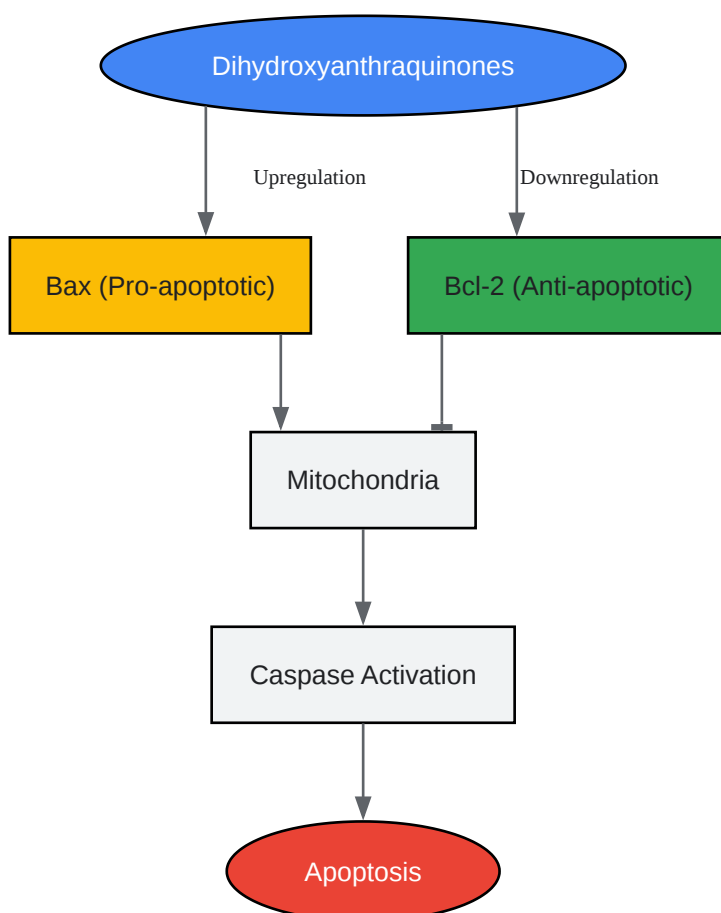 Dihydroxyanthraquinones
Upregulation
Downregulation
Bax (Pro-apoptotic)
Bcl-2 (Anti-apoptotic)
Mitochondria
Caspase Activation
Apoptosis